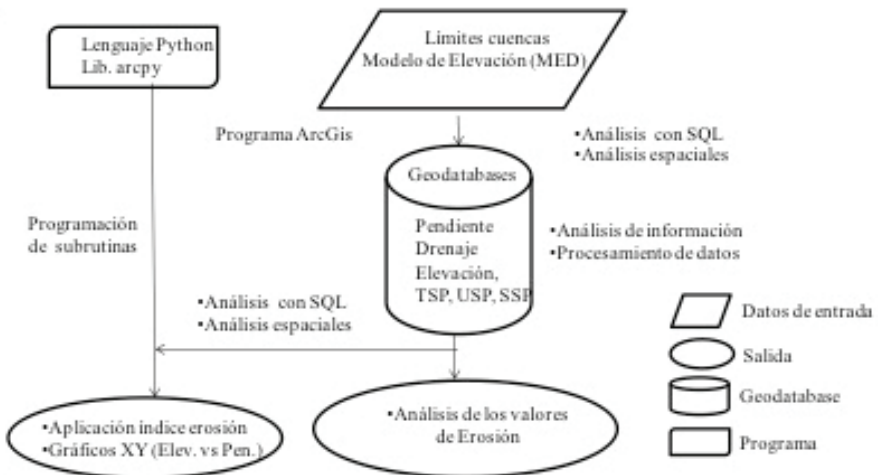 Lenguaje Python
Lib. arcpy
Límites cuencas
Modelo de Elevación (MED)
Programa ArcGis
•Análisis con SQL
•Análisis espaciales
Geodatabases
Pendiente
Drenaje
Elevación,
TSP, USP, SSP
•Análisis de información
•Procesamiento de datos
Programación
de subrutinas
•Análisis con SQL
•Análisis espaciales
•Aplicación índice erosión
•Gráficos XY (Elev. vs Pen.)
•Análisis de los valores
de Erosión
Datos de entrada
Salida
Geodatabase
Programa